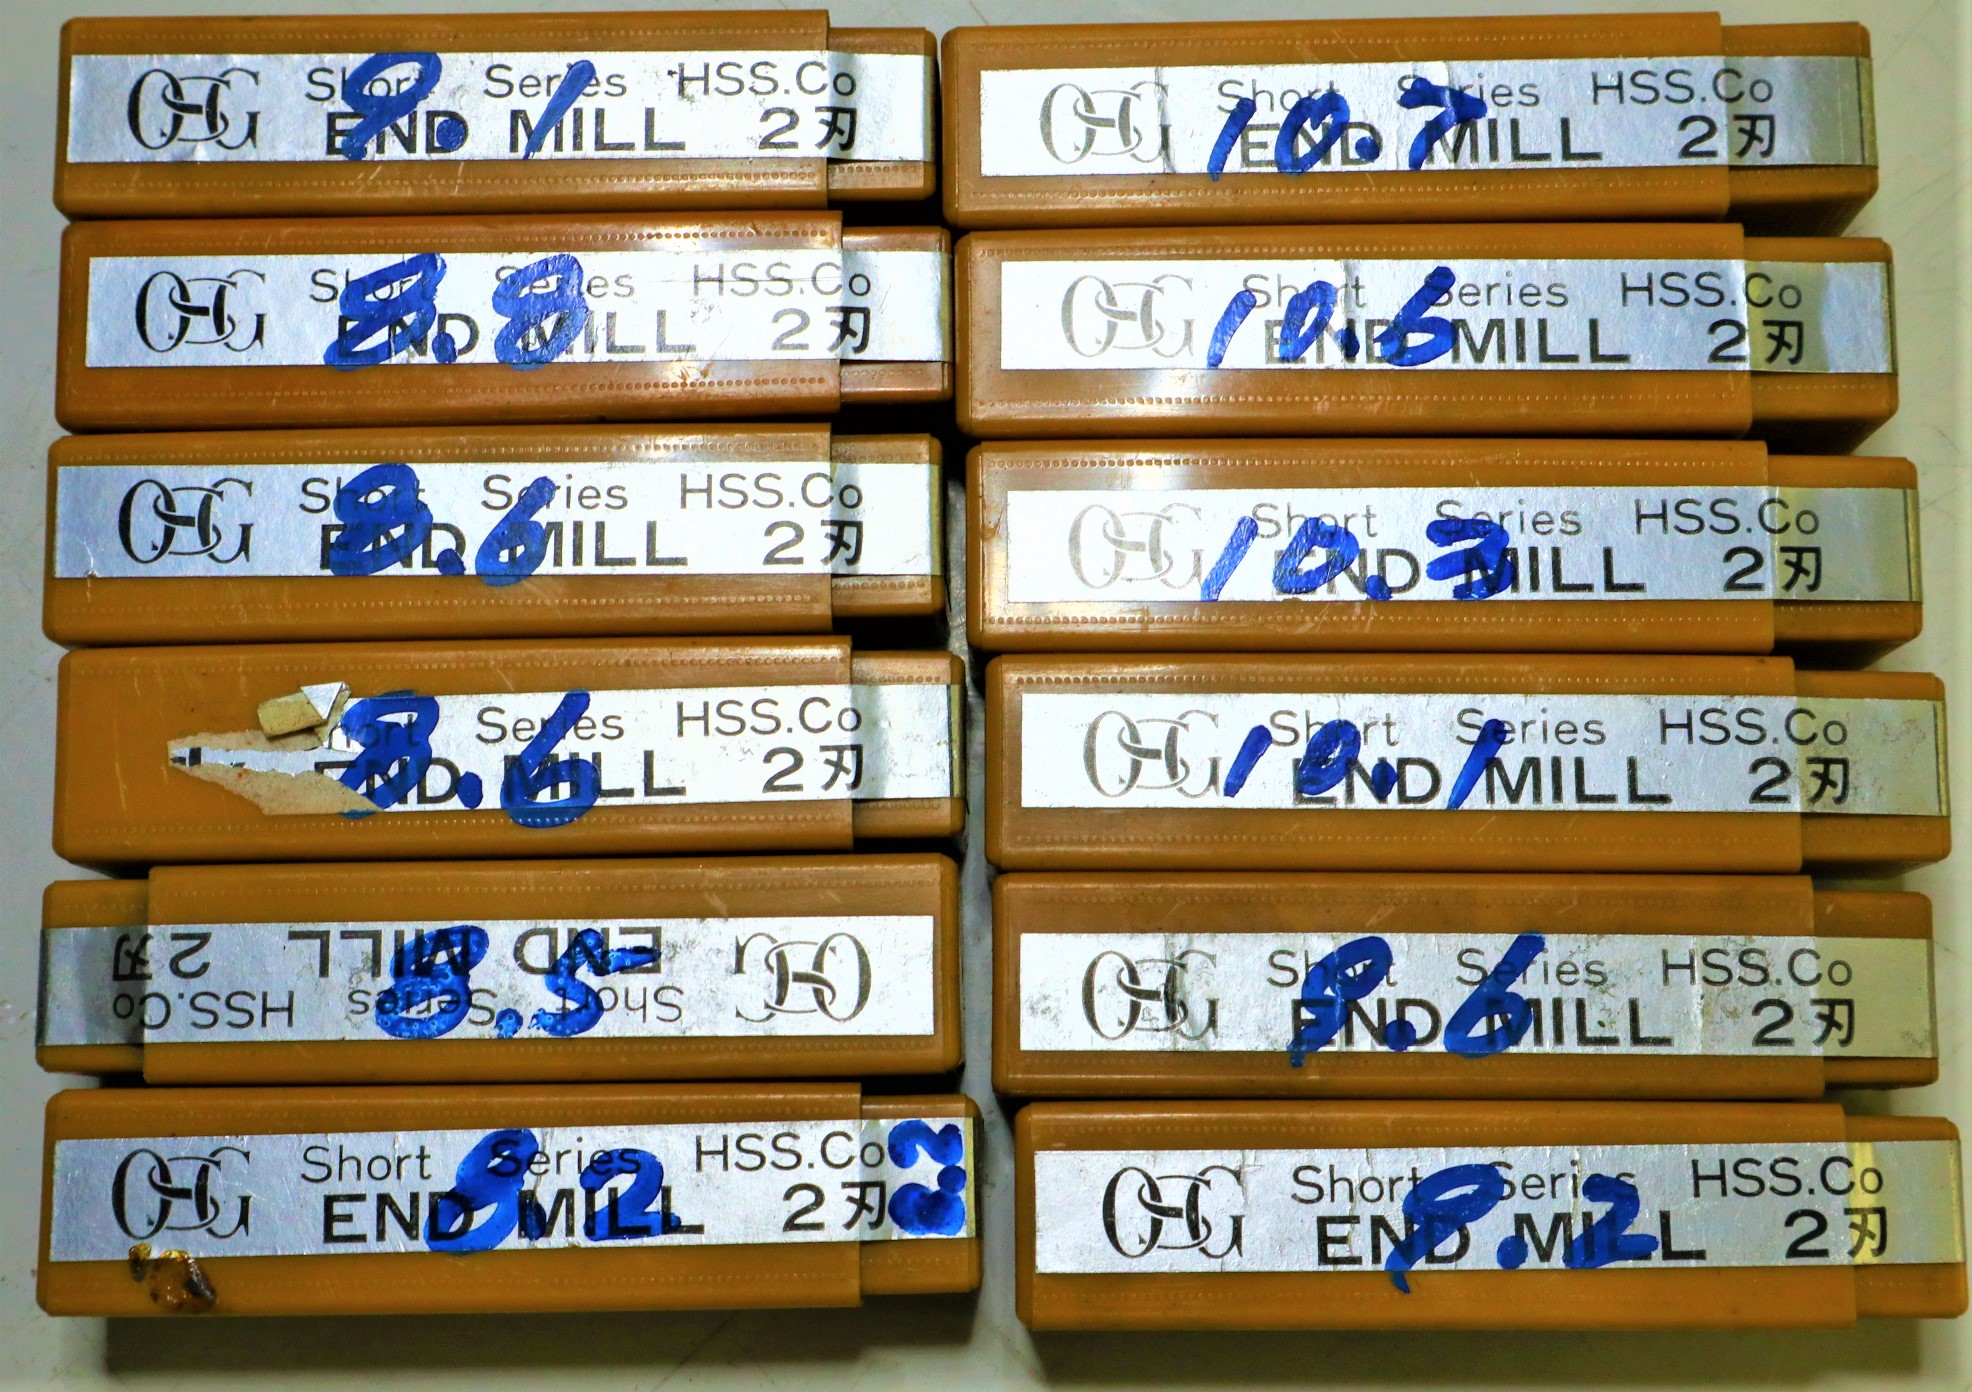 OSG Short Series HSS.Co
END MILL 2刃
9.1
OSG Short Series HSS.Co
END MILL 2刃
8.8
OSG Short Series HSS.Co
END MILL 2刃
8.6
Short Series HSS.Co
END MILL 2刃
8.6
OSG Short Series HSS.Co
END MILL 2刃
8.5
OSG Short Series HSS.Co
END MILL 2刃
8.2
8.2
OSG Short Series HSS.Co
END MILL 2刃
10.7
OSG Short Series HSS.Co
END MILL 2刃
10.6
OSG Short Series HSS.Co
END MILL 2刃
10.3
OSG Short Series HSS.Co
END MILL 2刃
10.1
OSG Short Series HSS.Co
END MILL 2刃
9.6
OSG Short Series HSS.Co
END MILL 2刃
9.2